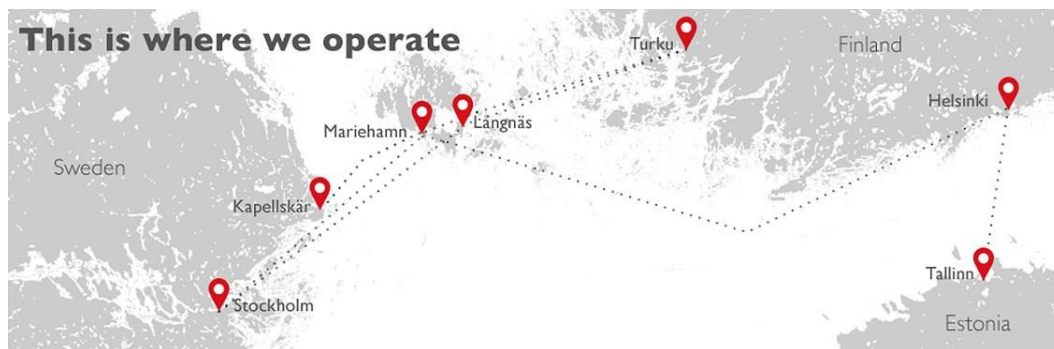 This is where we operate
Turku
Finland
Helsinki
Mariehamn
Långnäs
Sweden
Kapellskär
Stockholm
Tallinn
Estonia